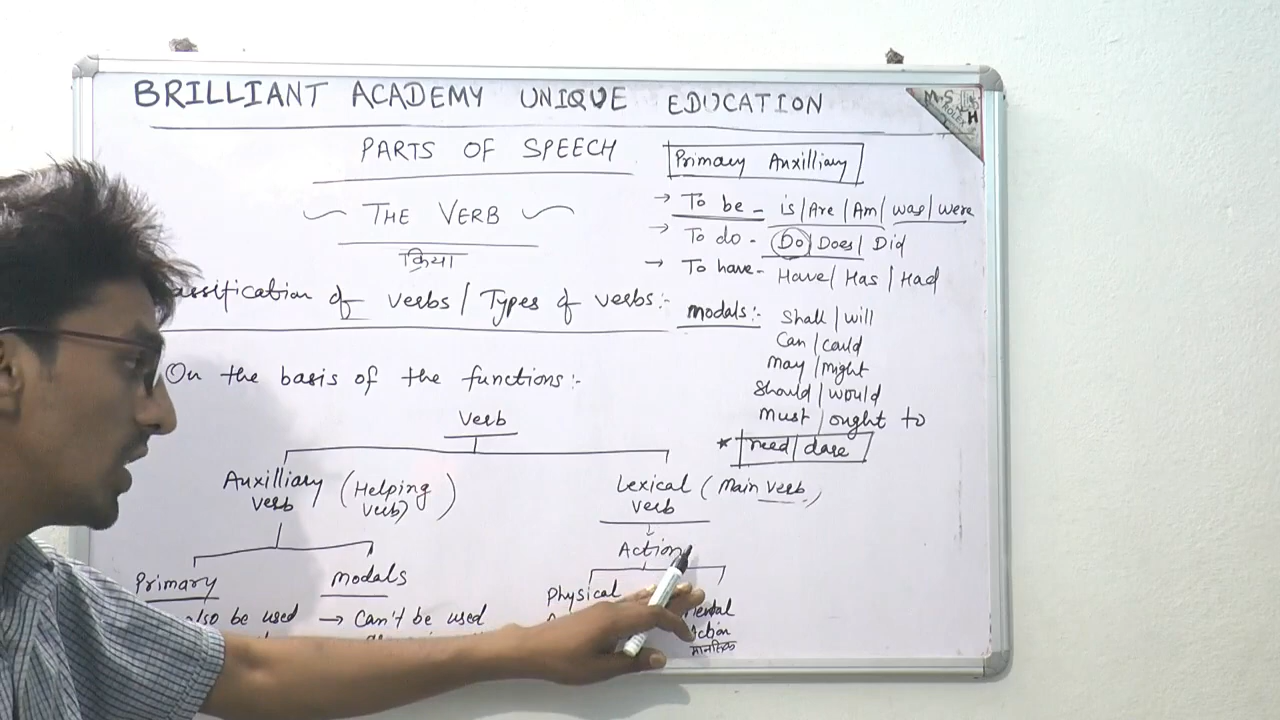 BRILLIANT ACADEMY UNIQUE EDUCATION
PARTS OF SPEECH
THE VERB
क्रिया
assification of verbs / Types of verbs:-
On the basis of the functions:-
Verb
Auxilliary verb (Helping verb)
Lexical verb (Main verb)
Action
Primary
Modals
also be used
→ Can't be used
Physical
Mental
Action
मानसिक
Primary Auxilliary
→ To be - is/Are/Am/was/were
→ To do - Do/Does/Did
→ To have - Have/Has/Had
Modals:- Shall/will
Can/could
May/might
Should/would
Must/ought to
* need/dare
M.S
H